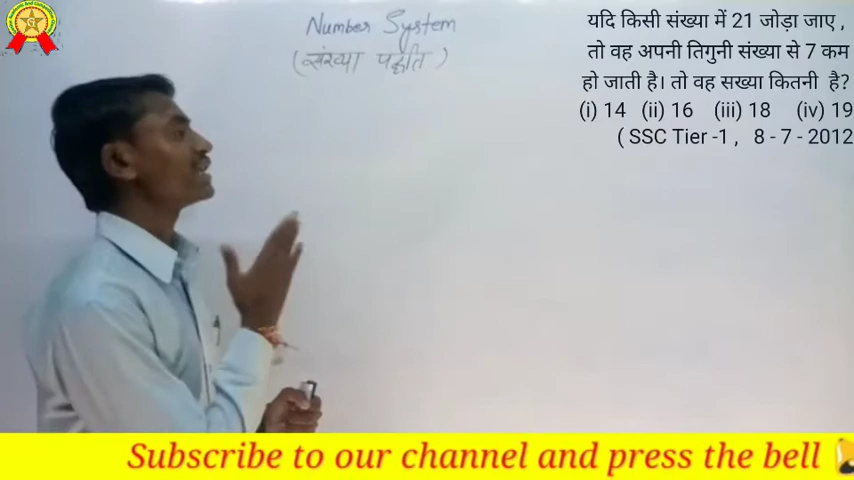 Number System
(संख्या पद्धति)
यदि किसी संख्या में 21 जोड़ा जाए ,
तो वह अपनी तिगुनी संख्या से 7 कम
हो जाती है। तो वह सख्या कितनी है?
(i) 14 (ii) 16 (iii) 18 (iv) 19
( SSC Tier -1 , 8 - 7 - 2012
Subscribe to our channel and press the bell